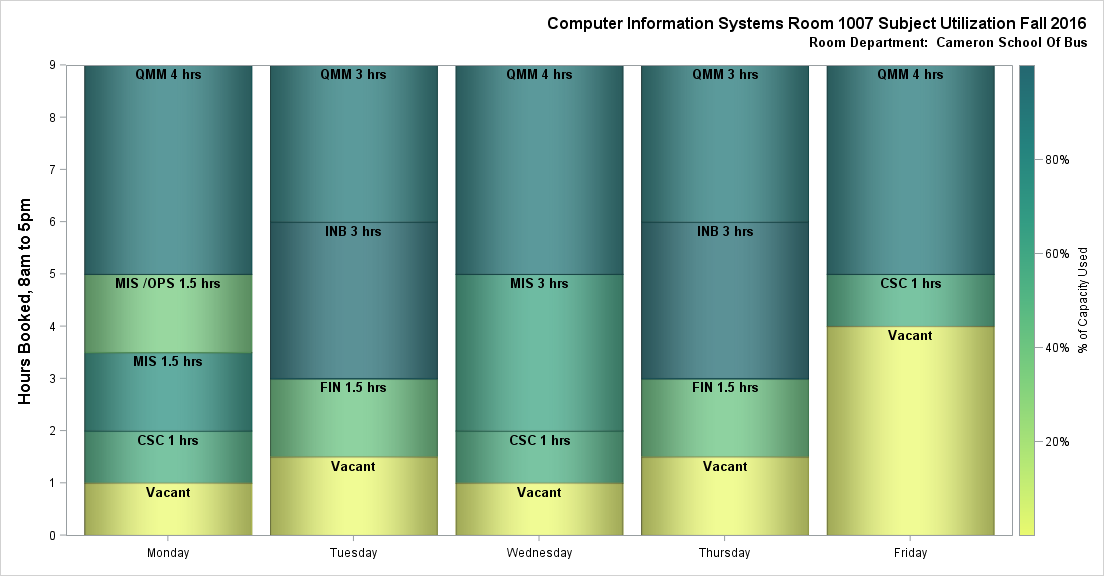 Computer Information Systems Room 1007 Subject Utilization Fall 2016
Room Department:  Cameron School Of Bus
Hours Booked, 8am to 5pm
9
8
7
6
5
4
3
2
1
0
QMM 4 hrs
MIS /OPS 1.5 hrs
MIS 1.5 hrs
CSC 1 hrs
Vacant
QMM 3 hrs
INB 3 hrs
FIN 1.5 hrs
Vacant
QMM 4 hrs
MIS 3 hrs
CSC 1 hrs
Vacant
QMM 3 hrs
INB 3 hrs
FIN 1.5 hrs
Vacant
QMM 4 hrs
CSC 1 hrs
Vacant
Monday
Tuesday
Wednesday
Thursday
Friday
80%
60%
40%
20%
% of Capacity Used